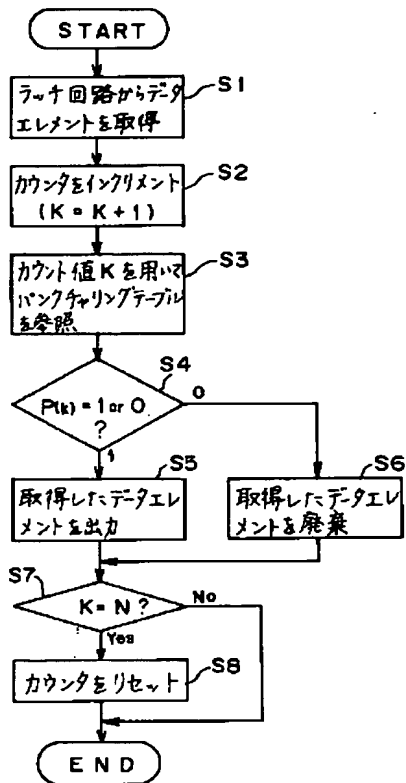 START
S1
ラッチ回路からデータ
エレメントを取得
S2
カウンタをインクリメント
(K = K + 1)
S3
カウント値Kを用いて
パンクチャリングテーブル
を参照
S4
P(k) = 1 or 0
?
0
1
S5
取得したデータエレ
メントを出力
S6
取得したデータエレ
メントを廃棄
S7
K = N ?
No
Yes
S8
カウンタをリセット
END